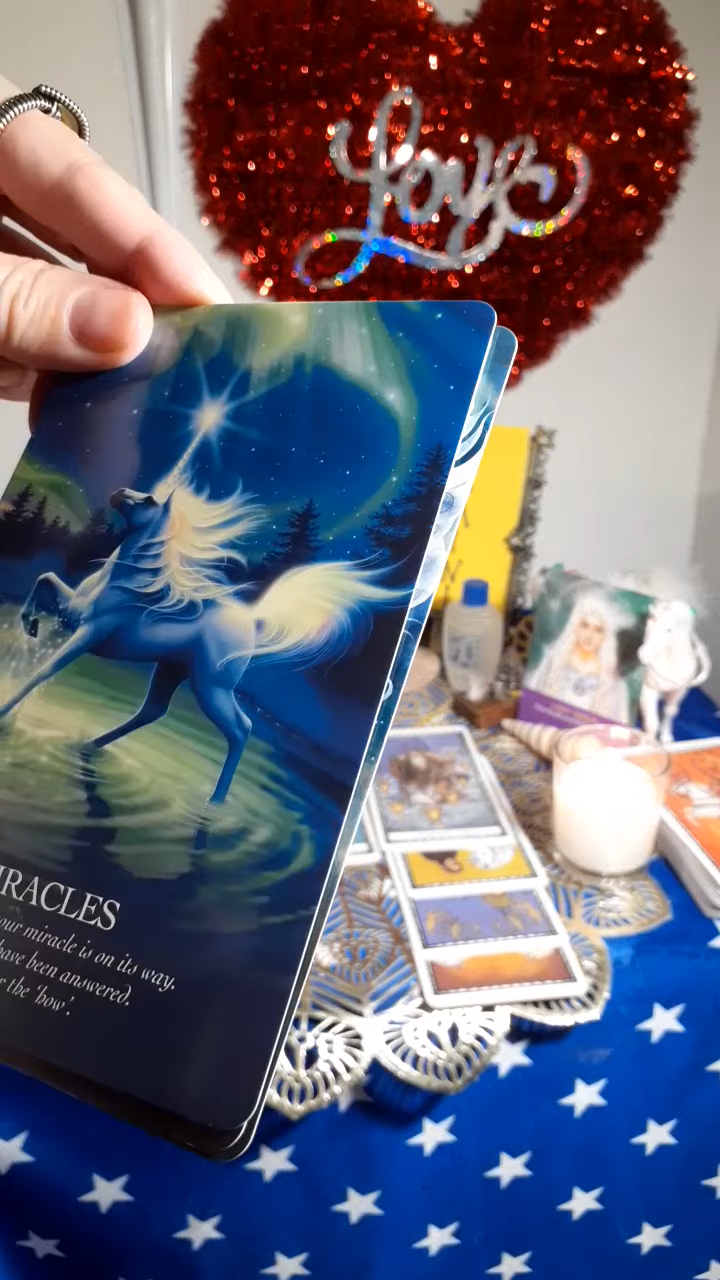 Love
IRACLES
our miracle is on its way.
have been answered.
r the 'how'.